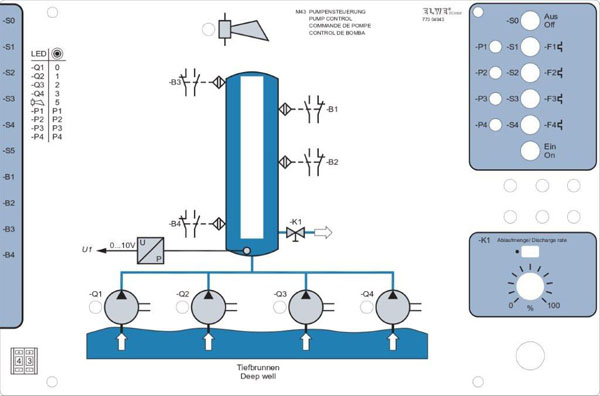 M43 PUMPENSTEUERUNG
PUMP CONTROL
COMMANDE DE POMPE
CONTROL DE BOMBA
770 04943
-S0
-S1
-S2
-S3
-S4
-S5
-B1
-B2
-B3
-B4
LED
-Q1 0
-Q2 1
-Q3 2
-Q4 3
5
-P1 P1
-P2 P2
-P3 P3
-P4 P4
-B3
-B1
-B2
-B4
-K1
U1
0...10V
U
P
-Q1
-Q2
-Q3
-Q4
Tiefbrunnen
Deep well
4 3
-S0 Aus
Off
-P1 -S1 -F1
-P2 -S2 -F2
-P3 -S3 -F3
-P4 -S4 -F4
Ein
On
-K1 Ablaufmenge/ Discharge rate
0 % 100